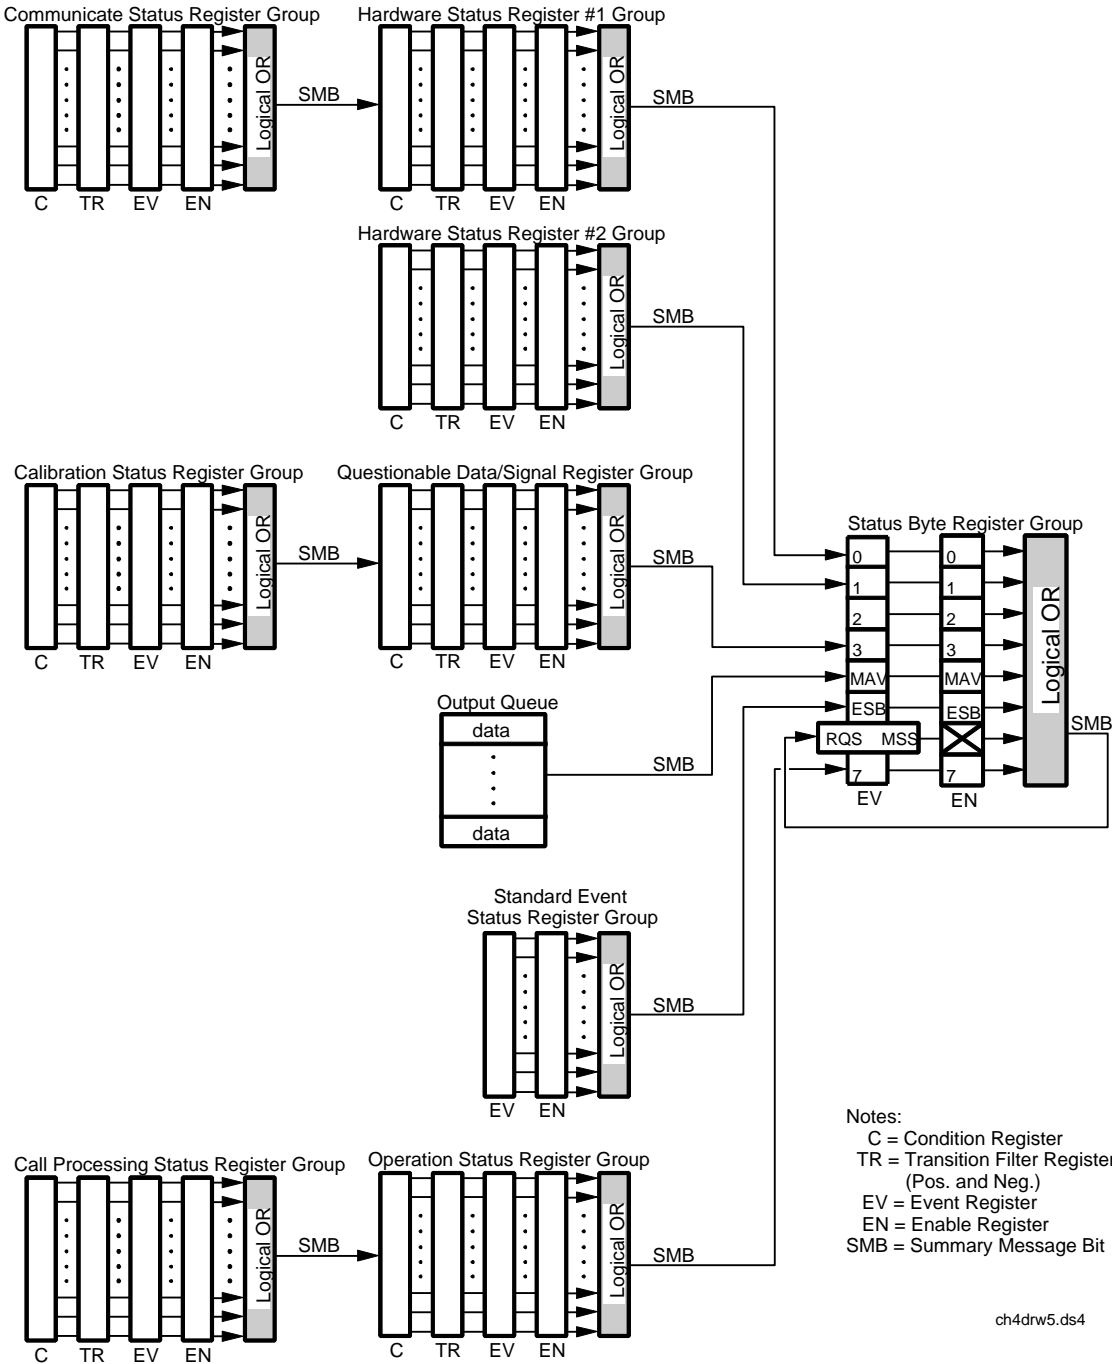 Communicate Status Register Group
Logical OR
C TR EV EN
SMB
Hardware Status Register #1 Group
Logical OR
C TR EV EN
SMB
Hardware Status Register #2 Group
Logical OR
C TR EV EN
SMB
Calibration Status Register Group
Logical OR
C TR EV EN
SMB
Questionable Data/Signal Register Group
Logical OR
C TR EV EN
SMB
Output Queue
data
data
SMB
Status Byte Register Group
0 0
1 1
2 2
3 3
MAV MAV
ESB ESB
RQS MSS
7 7
EV EN
Logical OR
SMB
Standard Event
Status Register Group
Logical OR
EV EN
SMB
Call Processing Status Register Group
Logical OR
C TR EV EN
SMB
Operation Status Register Group
Logical OR
C TR EV EN
SMB
Notes:
C = Condition Register
TR = Transition Filter Register
(Pos. and Neg.)
EV = Event Register
EN = Enable Register
SMB = Summary Message Bit
ch4drw5.ds4